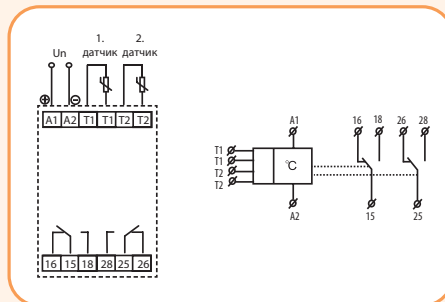 1. 2.
Un датчик датчик
⊕ ⊖
A1 A2 T1 T1 T2 T2
16 15 18 28 25 26
A1 16 18 26 28
T1
T1
T2
T2
°C
A2 15 25